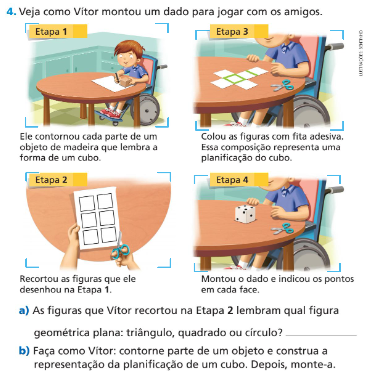 4. Veja como Vítor montou um dado para jogar com os amigos.
Etapa 1
Ele contornou cada parte de um
objeto de madeira que lembra a
forma de um cubo.
Etapa 2
Recortou as figuras que ele
desenhou na Etapa 1.
Etapa 3
Colou as figuras com fita adesiva.
Essa composição representa uma
planificação do cubo.
Etapa 4
Montou o dado e indicou os pontos
em cada face.
a) As figuras que Vítor recortou na Etapa 2 lembram qual figura
geométrica plana: triângulo, quadrado ou círculo?
b) Faça como Vítor: contorne parte de um objeto e construa a
representação da planificação de um cubo. Depois, monte-a.